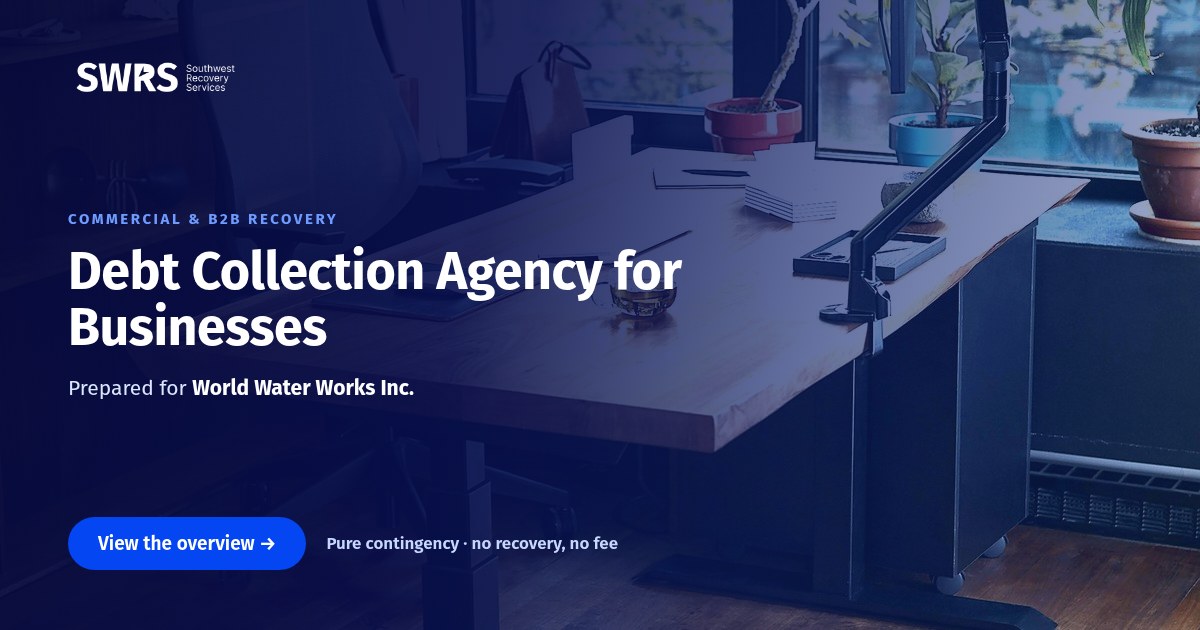 SWRS
Southwest
Recovery
Services
COMMERCIAL & B2B RECOVERY
Debt Collection Agency for
Businesses
Prepared for World Water Works Inc.
View the overview →
Pure contingency · no recovery, no fee